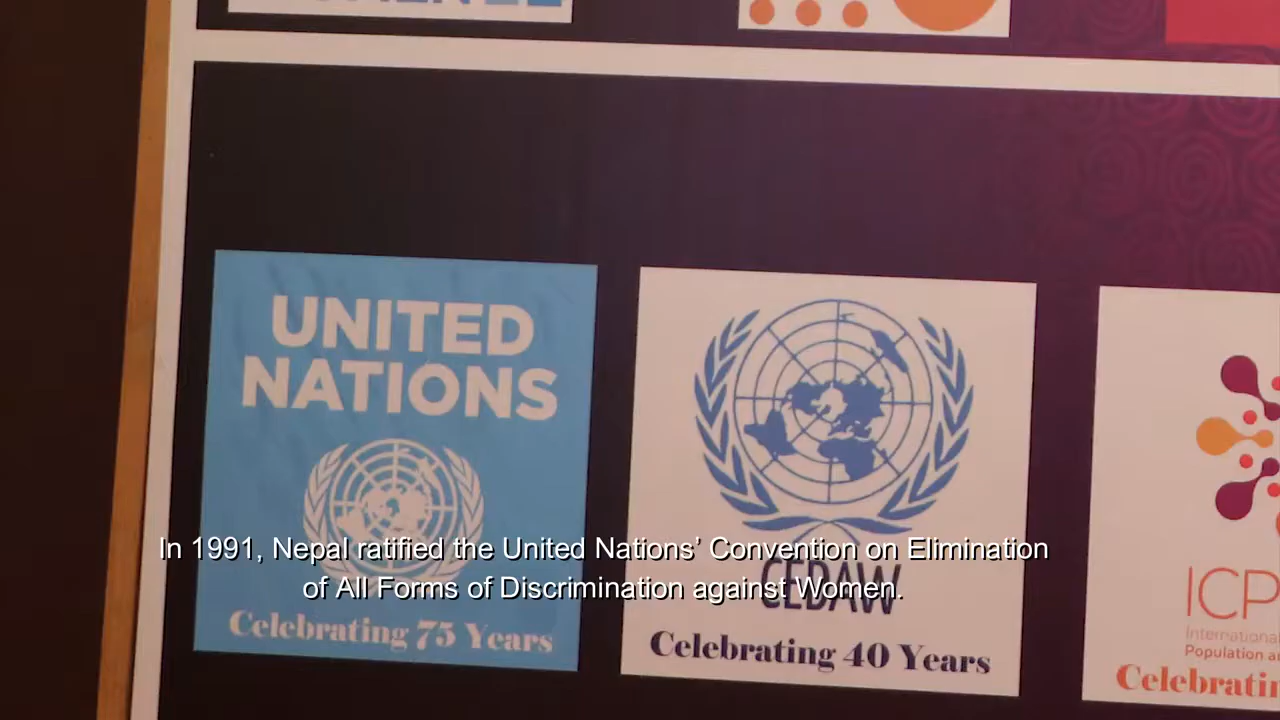 UNITED
NATIONS
Celebrating 75 Years
CEDAW
Celebrating 40 Years
ICP
International
Population a
Celebratin
In 1991, Nepal ratified the United Nations’ Convention on Elimination
of All Forms of Discrimination against Women.